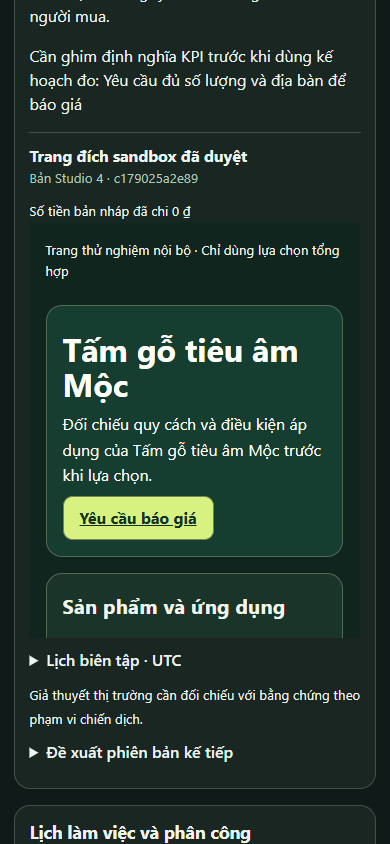 người mua.
Cần ghim định nghĩa KPI trước khi dùng kế
hoạch đo: Yêu cầu đủ số lượng và địa bàn để
báo giá
Trang đích sandbox đã duyệt
Bản Studio 4 · c179025a2e89
Số tiền bản nháp đã chi 0 ₫
Trang thử nghiệm nội bộ · Chỉ dùng lựa chọn tổng
hợp
Tấm gỗ tiêu âm
Mộc
Đối chiếu quy cách và điều kiện áp
dụng của Tấm gỗ tiêu âm Mộc trước
khi lựa chọn.
Yêu cầu báo giá
Sản phẩm và ứng dụng
Lịch biên tập · UTC
Giả thuyết thị trường cần đối chiếu với bằng chứng theo
phạm vi chiến dịch.
Đề xuất phiên bản kế tiếp
Lịch làm việc và phân công